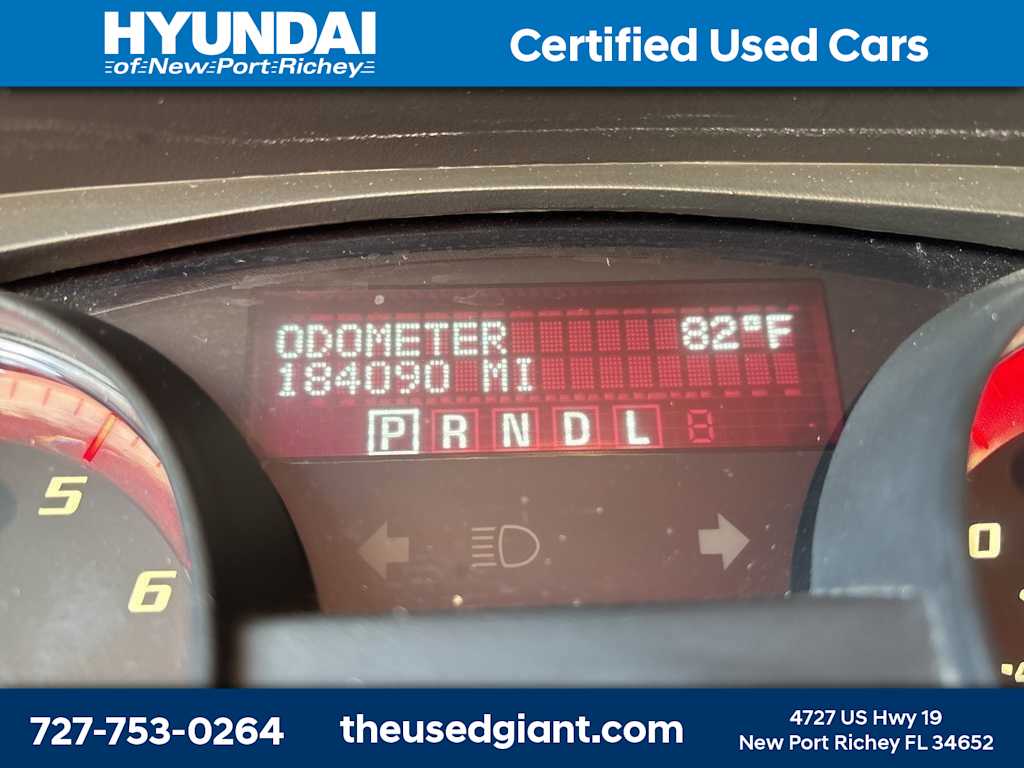 HYUNDAI
of New Port Richey
Certified Used Cars
ODOMETER 82°F
184090 MI
P R N D L
5
6
0
727-753-0264
theusedgiant.com
4727 US Hwy 19
New Port Richey FL 34652